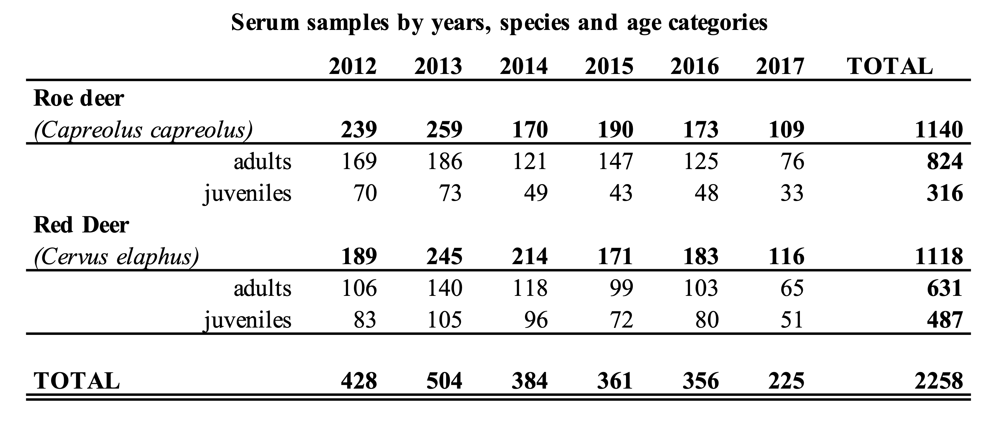 Serum samples by years, species and age categories
2012 2013 2014 2015 2016 2017 TOTAL
Roe deer
(Capreolus capreolus) 239 259 170 190 173 109 1140
adults 169 186 121 147 125 76 824
juveniles 70 73 49 43 48 33 316
Red Deer
(Cervus elaphus) 189 245 214 171 183 116 1118
adults 106 140 118 99 103 65 631
juveniles 83 105 96 72 80 51 487
TOTAL 428 504 384 361 356 225 2258